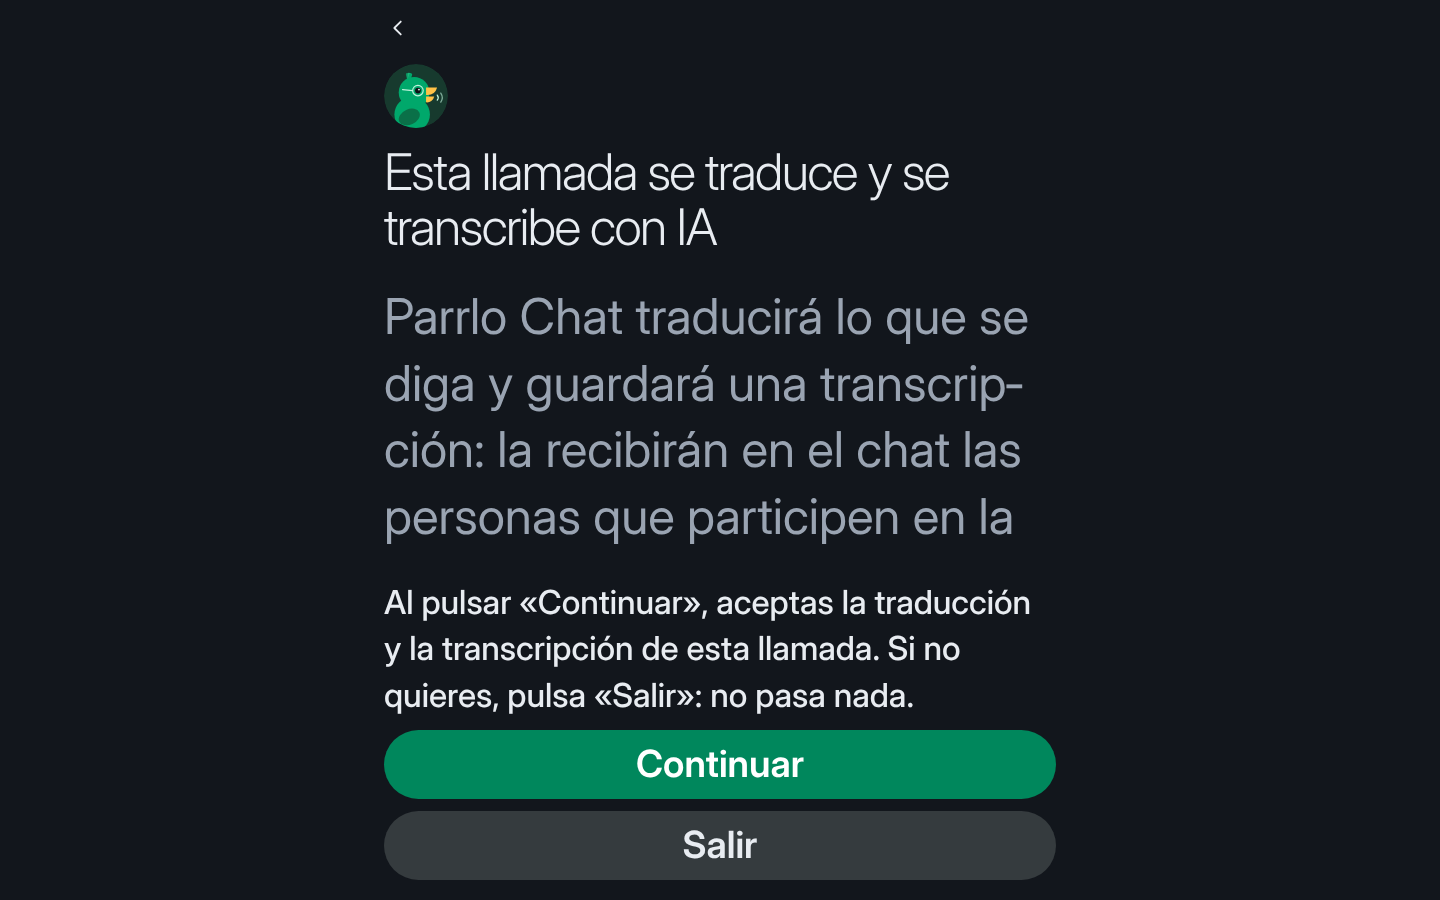 Esta llamada se traduce y se
transcribe con IA
Parrlo Chat traducirá lo que se
diga y guardará una transcrip-
ción: la recibirán en el chat las
personas que participen en la
Al pulsar «Continuar», aceptas la traducción
y la transcripción de esta llamada. Si no
quieres, pulsa «Salir»: no pasa nada.
Continuar
Salir